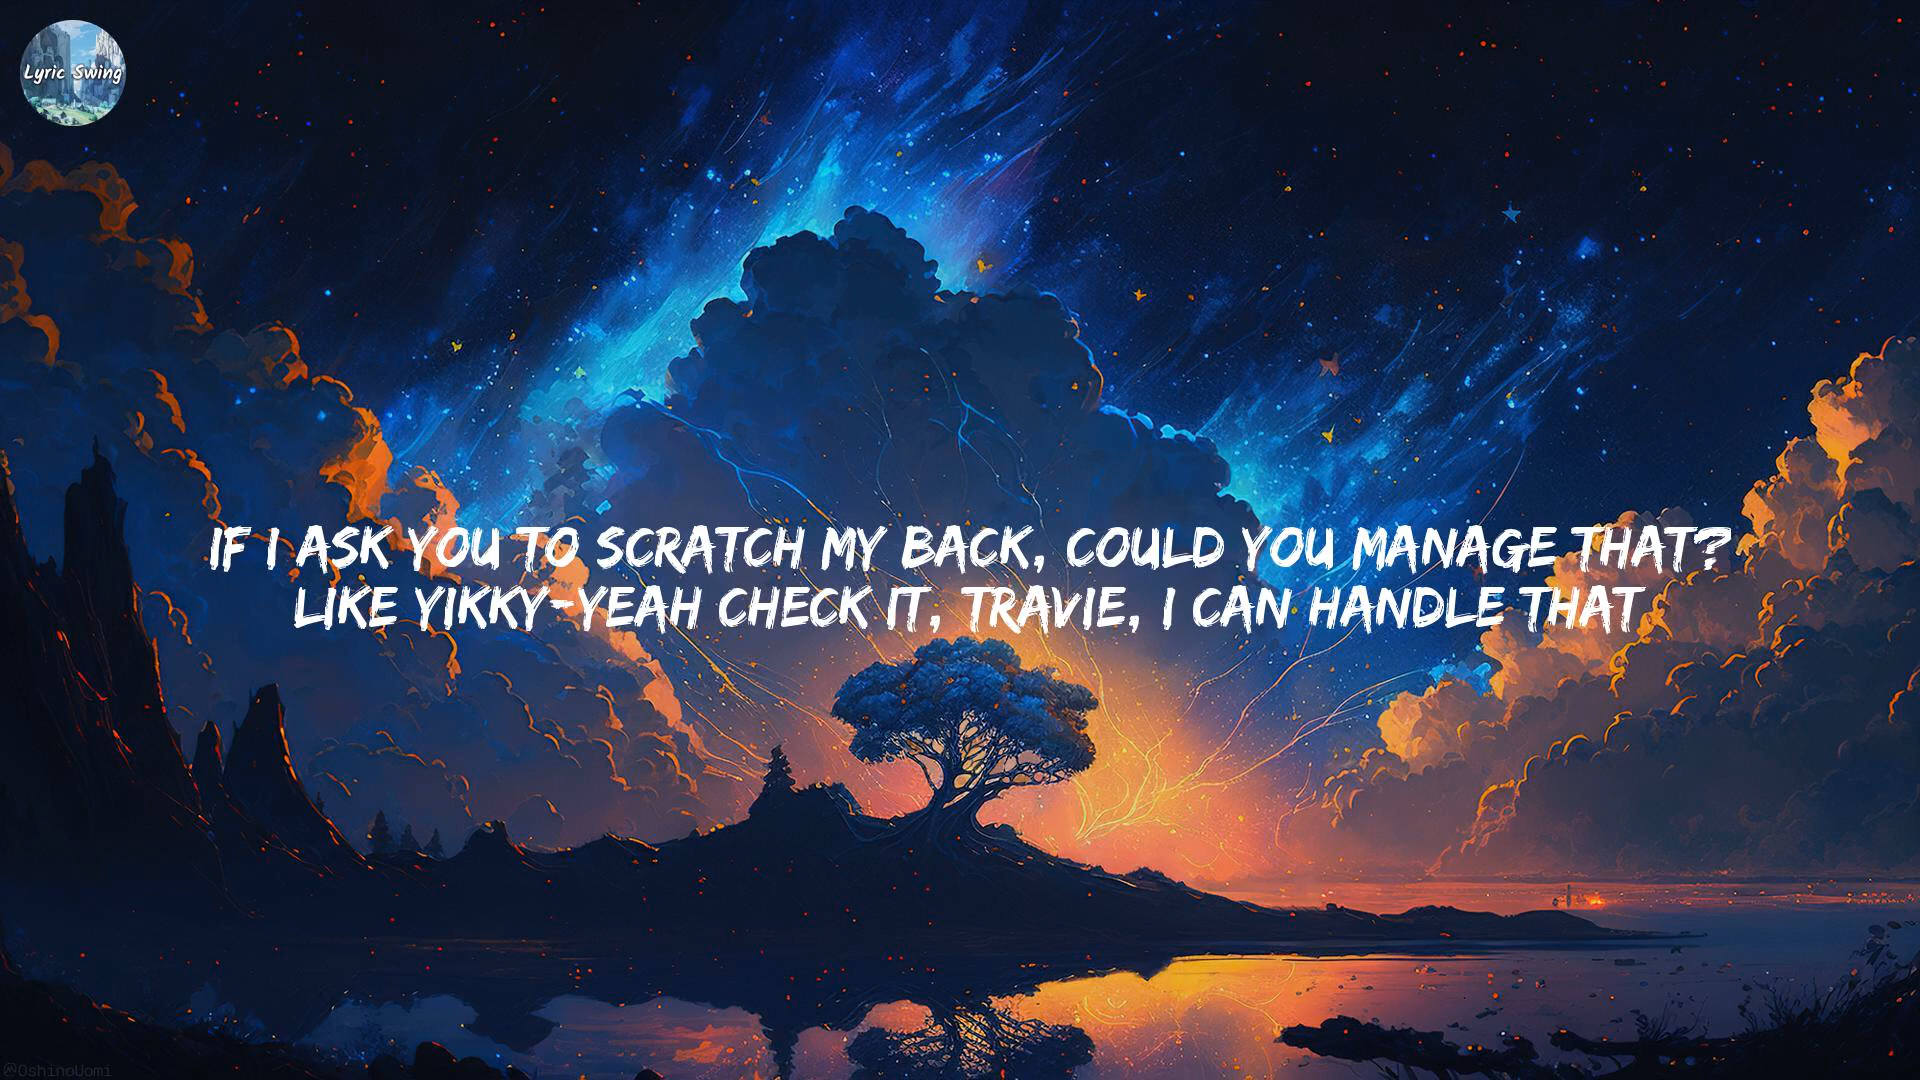 Lyric Swing
IF I ASK YOU TO SCRATCH MY BACK, COULD YOU MANAGE THAT?
LIKE YIKKY-YEAH CHECK IT, TRAVIE, I CAN HANDLE THAT
@OshinoUomi